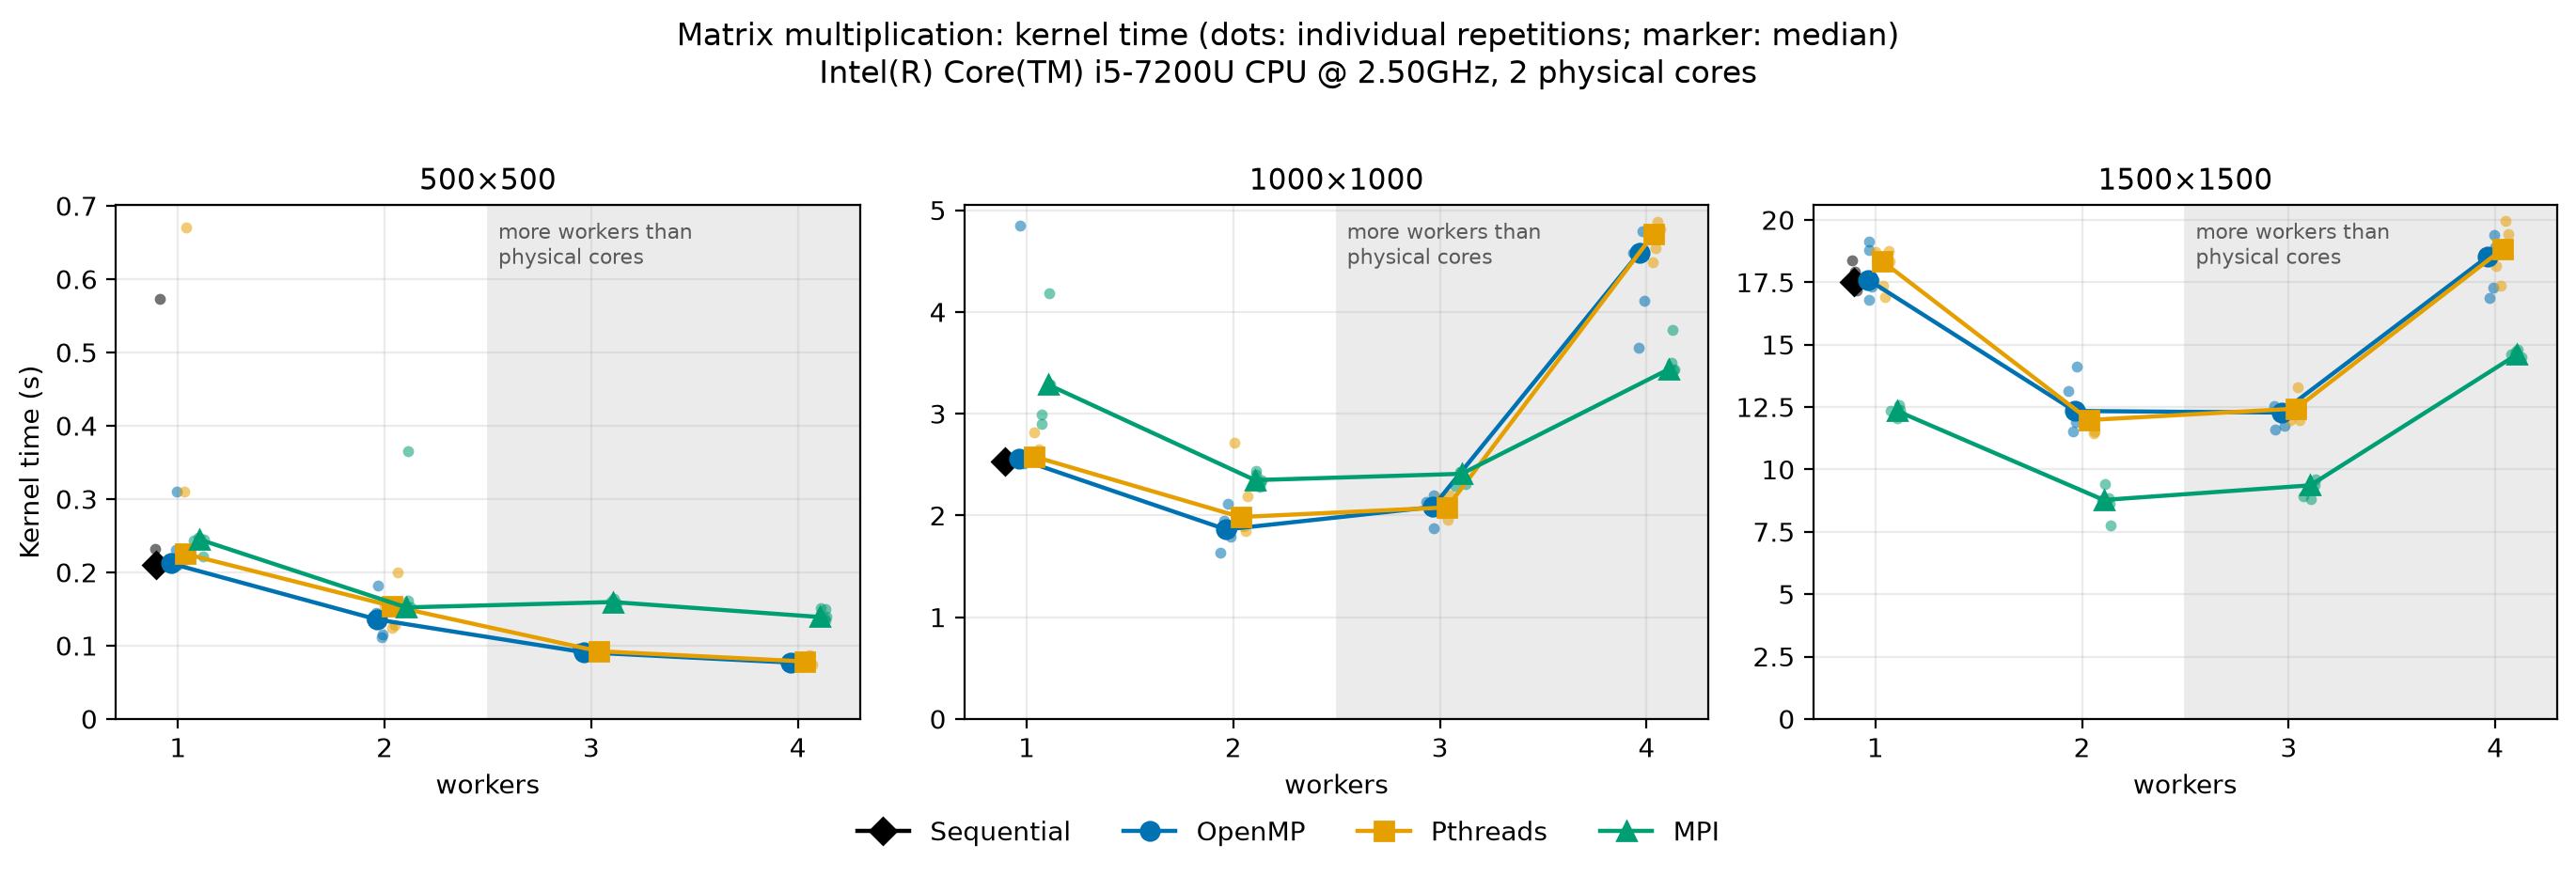 Matrix multiplication: kernel time (dots: individual repetitions; marker: median)
Intel(R) Core(TM) i5-7200U CPU @ 2.50GHz, 2 physical cores
500×500
0.7
0.6
0.5
0.4
0.3
0.2
0.1
0
Kernel time (s)
more workers than
physical cores
1 2 3 4
workers
1000×1000
5
4
3
2
1
0
more workers than
physical cores
1 2 3 4
workers
1500×1500
20
17.5
15
12.5
10
7.5
5
2.5
0
more workers than
physical cores
1 2 3 4
workers
Sequential OpenMP Pthreads MPI